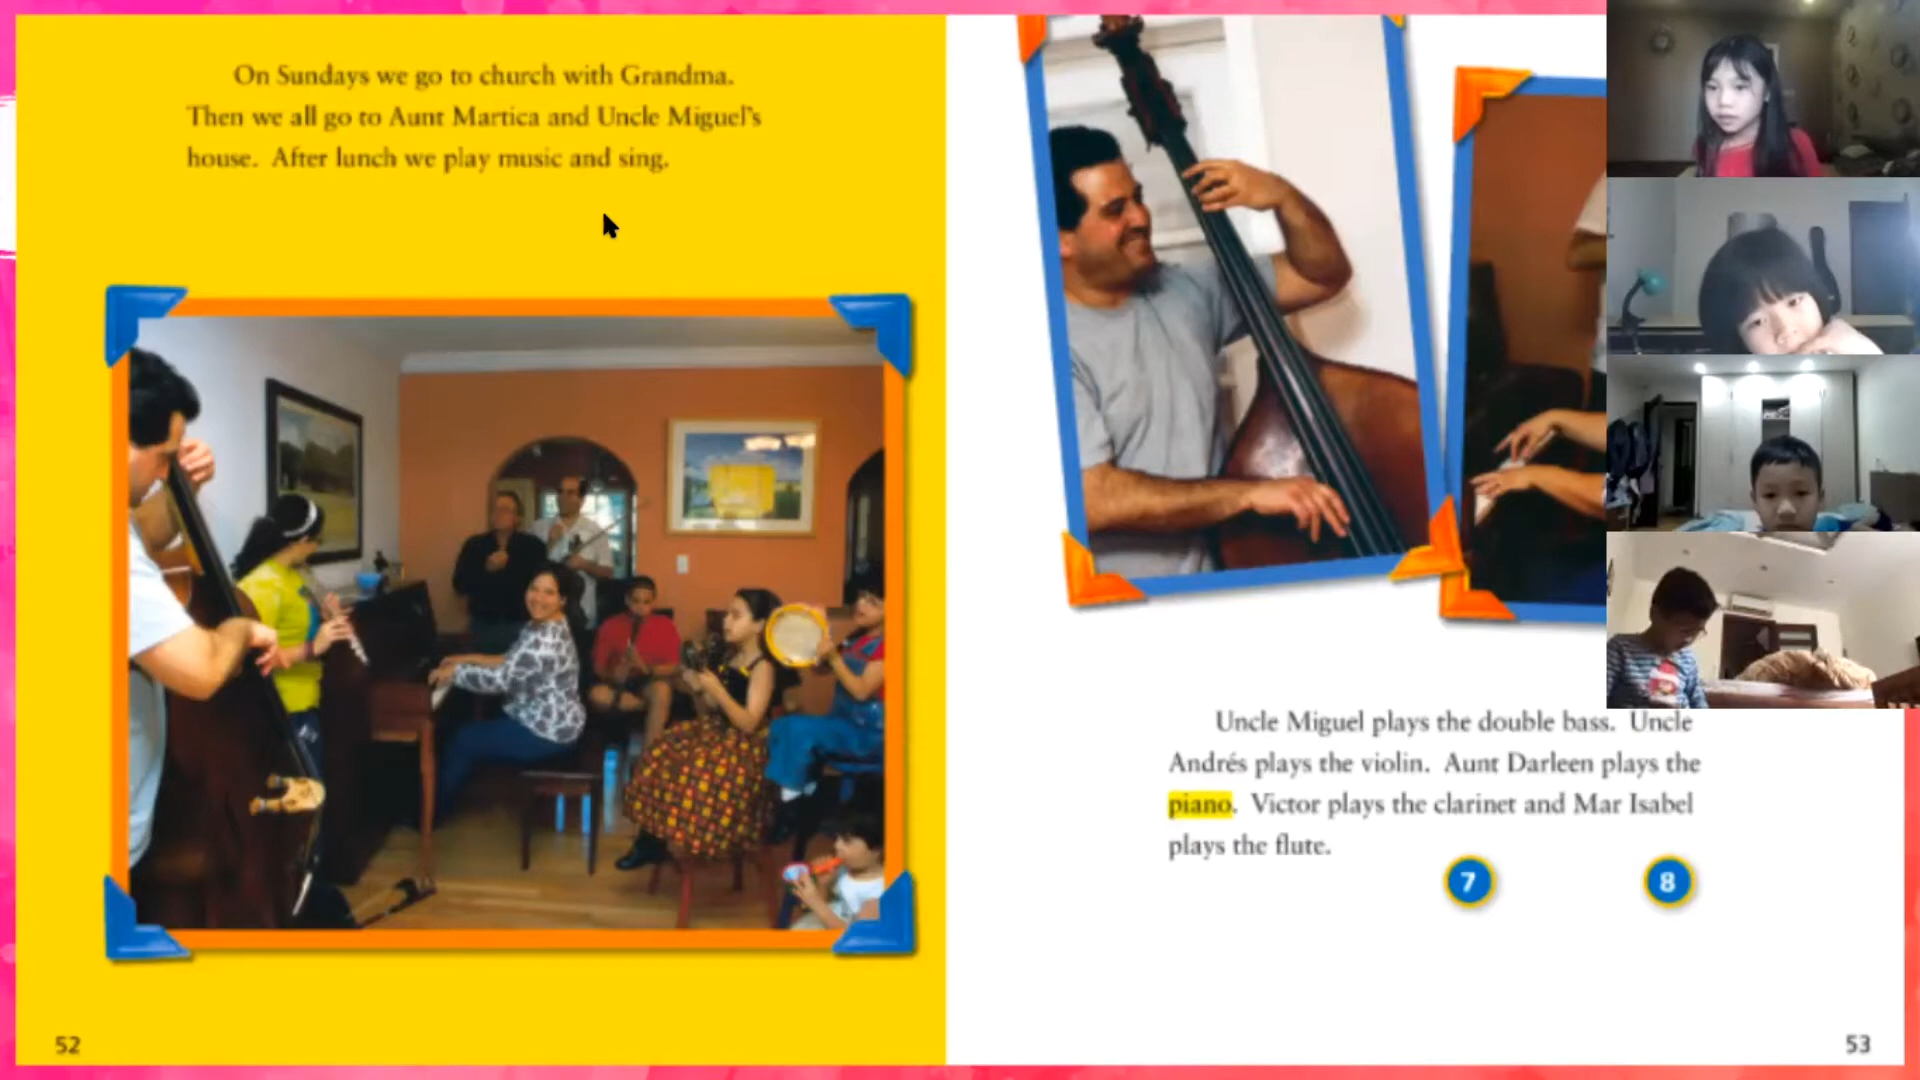 On Sundays we go to church with Grandma.
Then we all go to Aunt Martica and Uncle Miguel's
house. After lunch we play music and sing.
52
Uncle Miguel plays the double bass. Uncle
Andrés plays the violin. Aunt Darleen plays the
piano. Victor plays the clarinet and Mar Isabel
plays the flute.
7
8
53